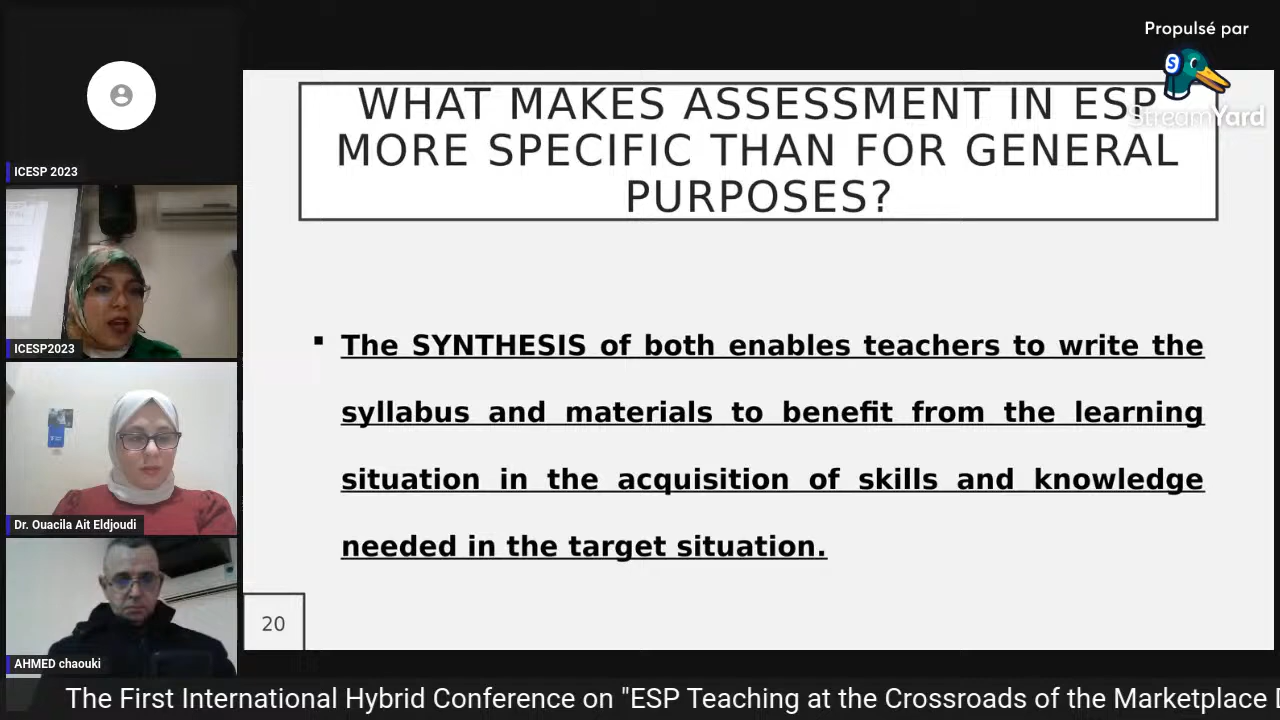 Propulsé par
StreamYard
WHAT MAKES ASSESSMENT IN ESP
MORE SPECIFIC THAN FOR GENERAL
PURPOSES?
ICESP 2023
ICESP2023
Dr. Ouacila Ait Eldjoudi
AHMED chaouki
▪ The SYNTHESIS of both enables teachers to write the
syllabus and materials to benefit from the learning
situation in the acquisition of skills and knowledge
needed in the target situation.
20
The First International Hybrid Conference on "ESP Teaching at the Crossroads of the Marketplace